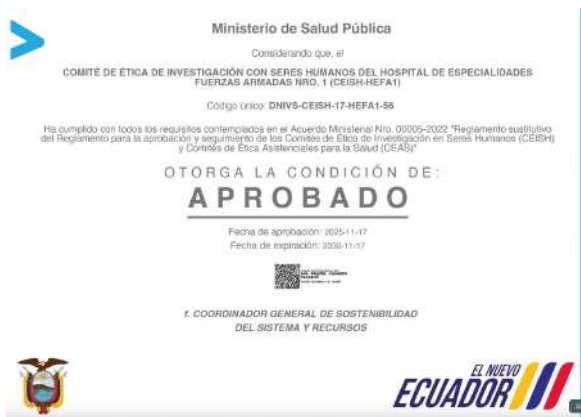 Ministerio de Salud Pública
Considerando que, el
COMITÉ DE ÉTICA DE INVESTIGACIÓN CON SERES HUMANOS DEL HOSPITAL DE ESPECIALIDADES
FUERZAS ARMADAS NRO. 1 (CEISH-HEFA1)
Código único: DNIVS-CEISH-17-HEFA1-56
Ha cumplido con todos los requisitos contemplados en el Acuerdo Ministerial Nro. 00005-2022 "Reglamento sustitutivo
del Reglamento para la aprobación y seguimiento de los Comités de Ética de Investigación en Seres Humanos (CEISH)
y Comités de Ética Asistenciales para la Salud (CEAS)"
OTORGA LA CONDICIÓN DE:
APROBADO
Fecha de aprobación: 2025-11-17
Fecha de expiración: 2030-11-17
f. COORDINADOR GENERAL DE SOSTENIBILIDAD
DEL SISTEMA Y RECURSOS
EL NUEVO
ECUADOR